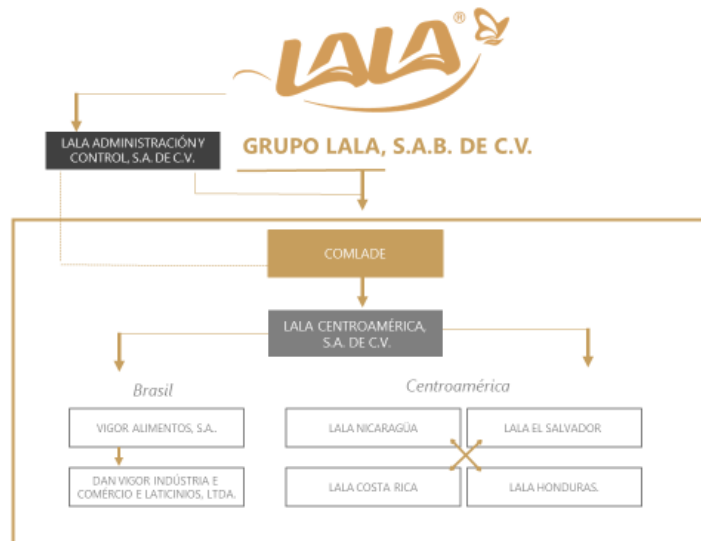 LALA®
LALA ADMINISTRACIÓN Y
CONTROL, S.A. DE C.V.
GRUPO LALA, S.A.B. DE C.V.
COMLADE
LALA CENTROAMÉRICA,
S.A. DE C.V.
Brasil
Centroamérica
VIGOR ALIMENTOS, S.A..
LALA NICARAGÜA
LALA EL SALVADOR
DAN VIGOR INDÚSTRIA E
COMÉRCIO E LATICINIOS, LTDA.
LALA COSTA RICA
LALA HONDURAS.